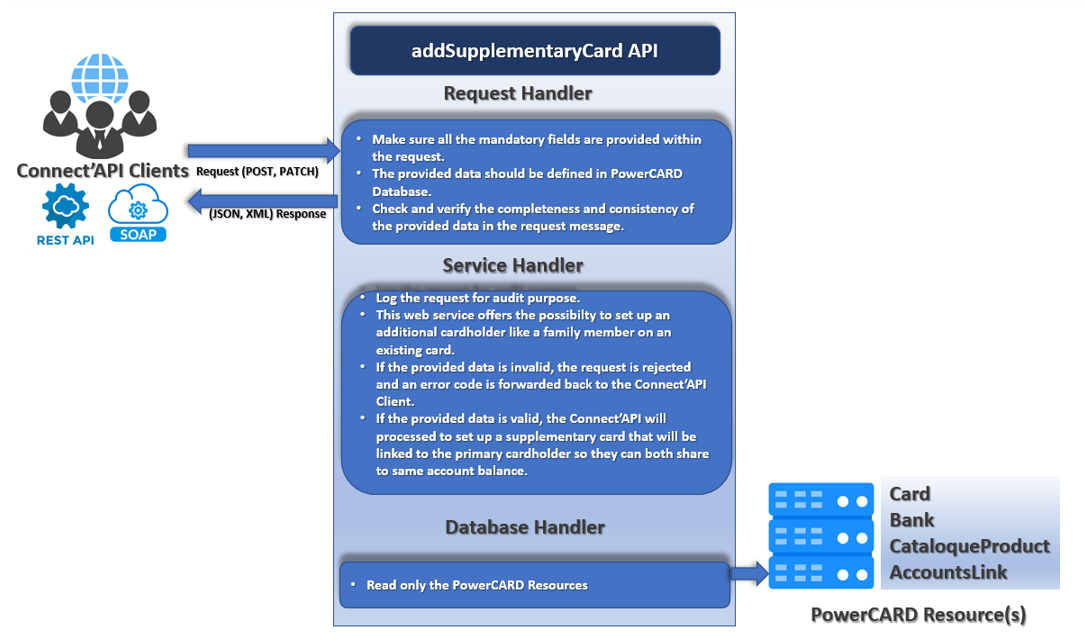 addSupplementaryCard API
Request Handler
• Make sure all the mandatory fields are provided within
the request.
• The provided data should be defined in PowerCARD
Database.
• Check and verify the completeness and consistency of
the provided data in the request message.
Connect'API Clients
Request (POST, PATCH)
(JSON, XML) Response
REST API
SOAP
Service Handler
• Log the request for audit purpose.
• This web service offers the possibilty to set up an
additional cardholder like a family member on an
existing card.
• If the provided data is invalid, the request is rejected
and an error code is forwarded back to the Connect'API
Client.
• If the provided data is valid, the Connect'API will
processed to set up a supplementary card that will be
linked to the primary cardholder so they can both share
to same account balance.
Database Handler
• Read only the PowerCARD Resources
Card
Bank
CataloqueProduct
AccountsLink
PowerCARD Resource(s)